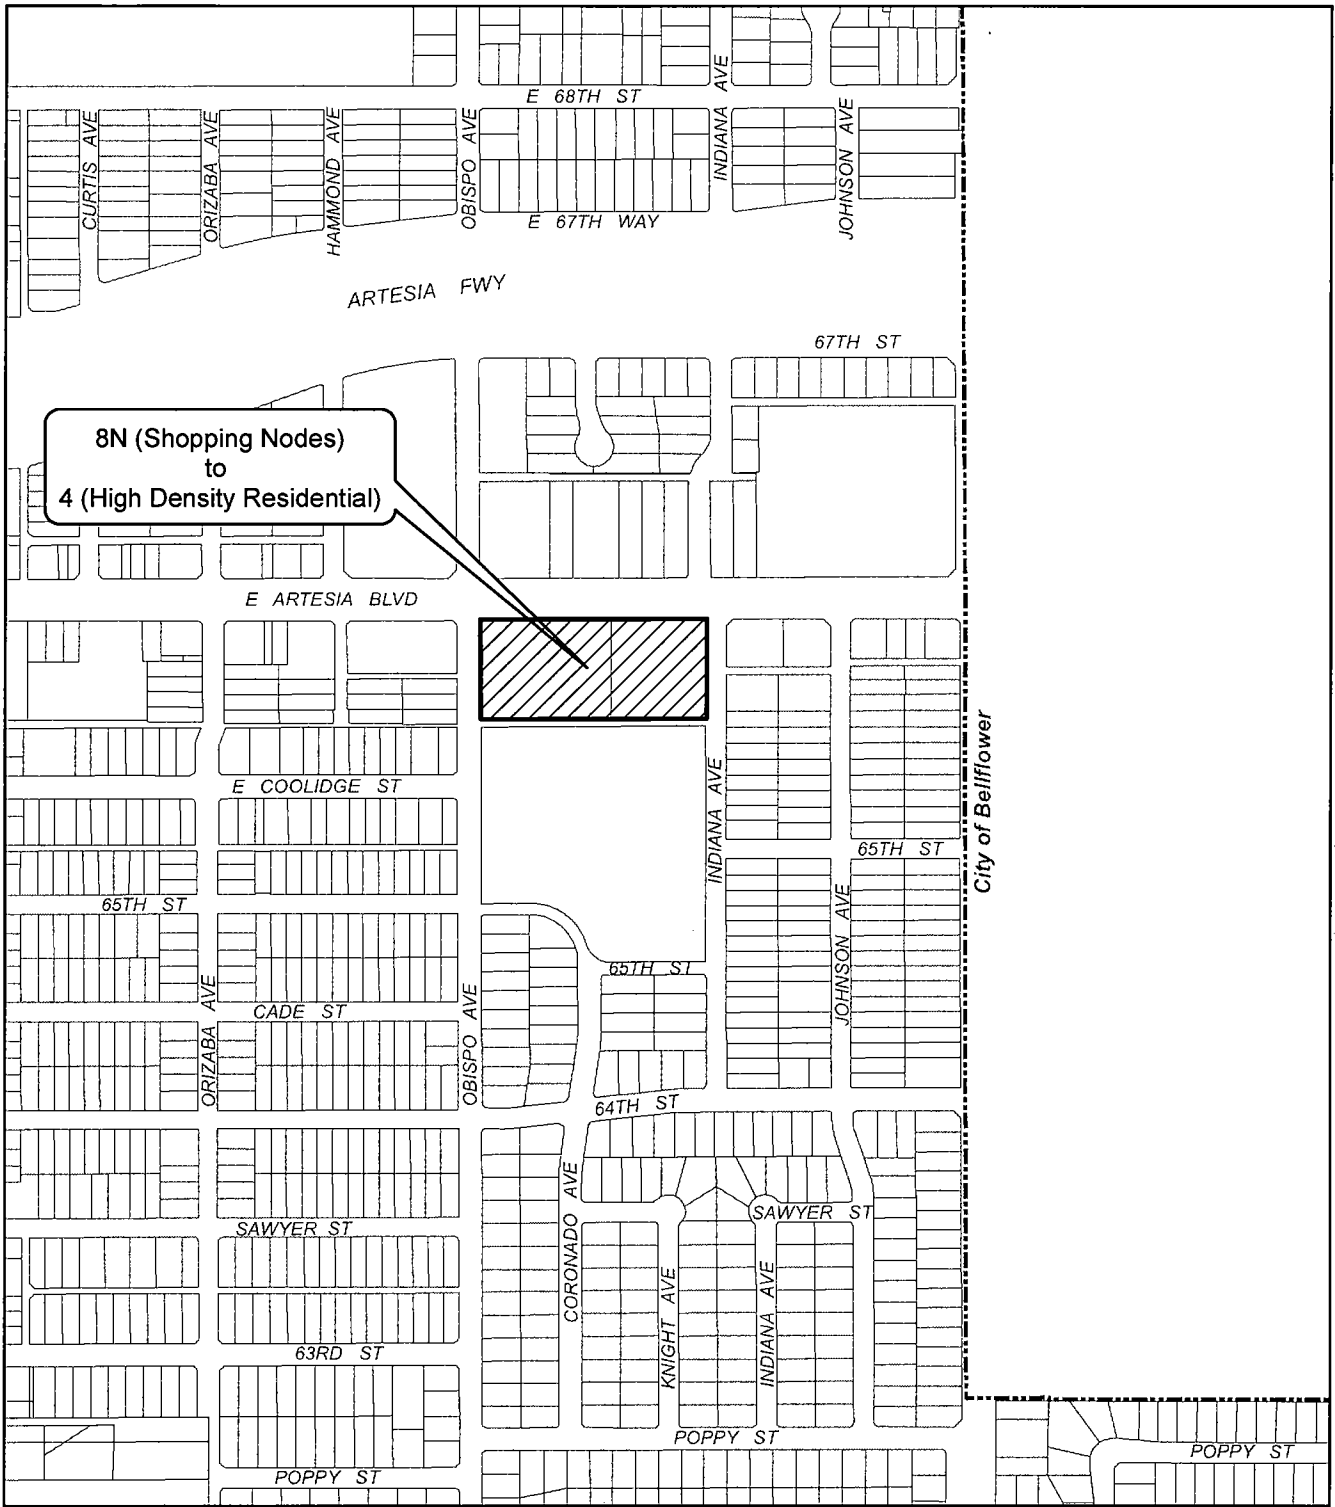 E 68TH ST
INDIANA AVE
CURTIS AVE
ORIZABA AVE
HAMMOND AVE
OBISPO AVE
JOHNSON AVE
E 67TH WAY
ARTESIA FWY
67TH ST
8N (Shopping Nodes)
to
4 (High Density Residential)
E ARTESIA BLVD
City of Bellflower
E COOLIDGE ST
INDIANA AVE
65TH ST
65TH ST
JOHNSON AVE
65TH ST
ORIZABA AVE
CADE ST
OBISPO AVE
64TH ST
CORONADO AVE
SAWYER ST
SAWYER ST
KNIGHT AVE
INDIANA AVE
63RD ST
POPPY ST
POPPY ST
POPPY ST